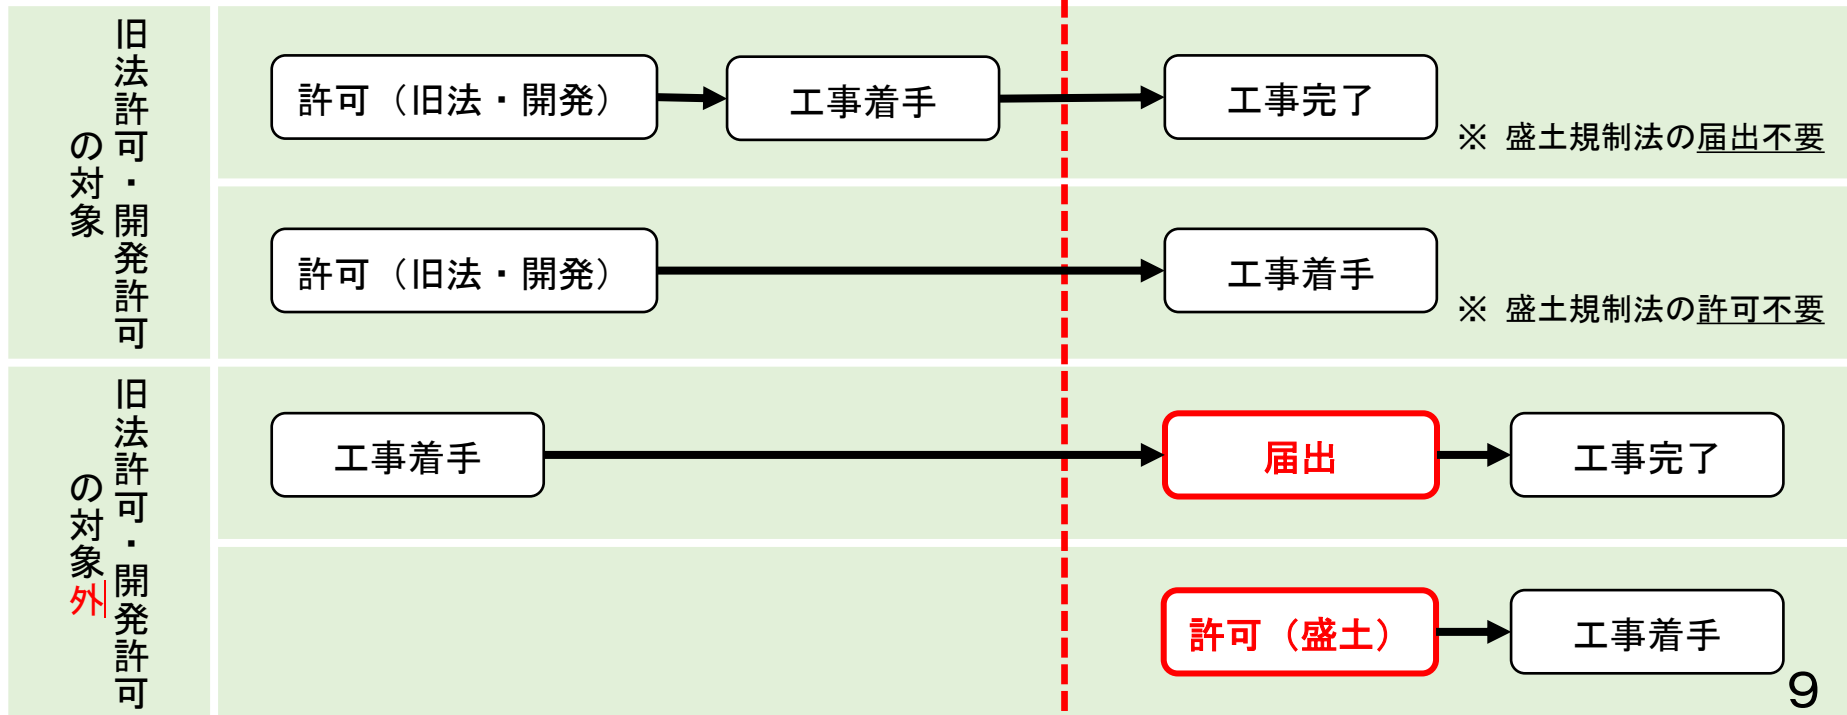 旧法許可・開発許可
の対象
許可（旧法・開発）
工事着手
工事完了
※ 盛土規制法の届出不要
許可（旧法・開発）
工事着手
※ 盛土規制法の許可不要
旧法許可・開発許可
の対象外
工事着手
届出
工事完了
許可（盛土）
工事着手
9